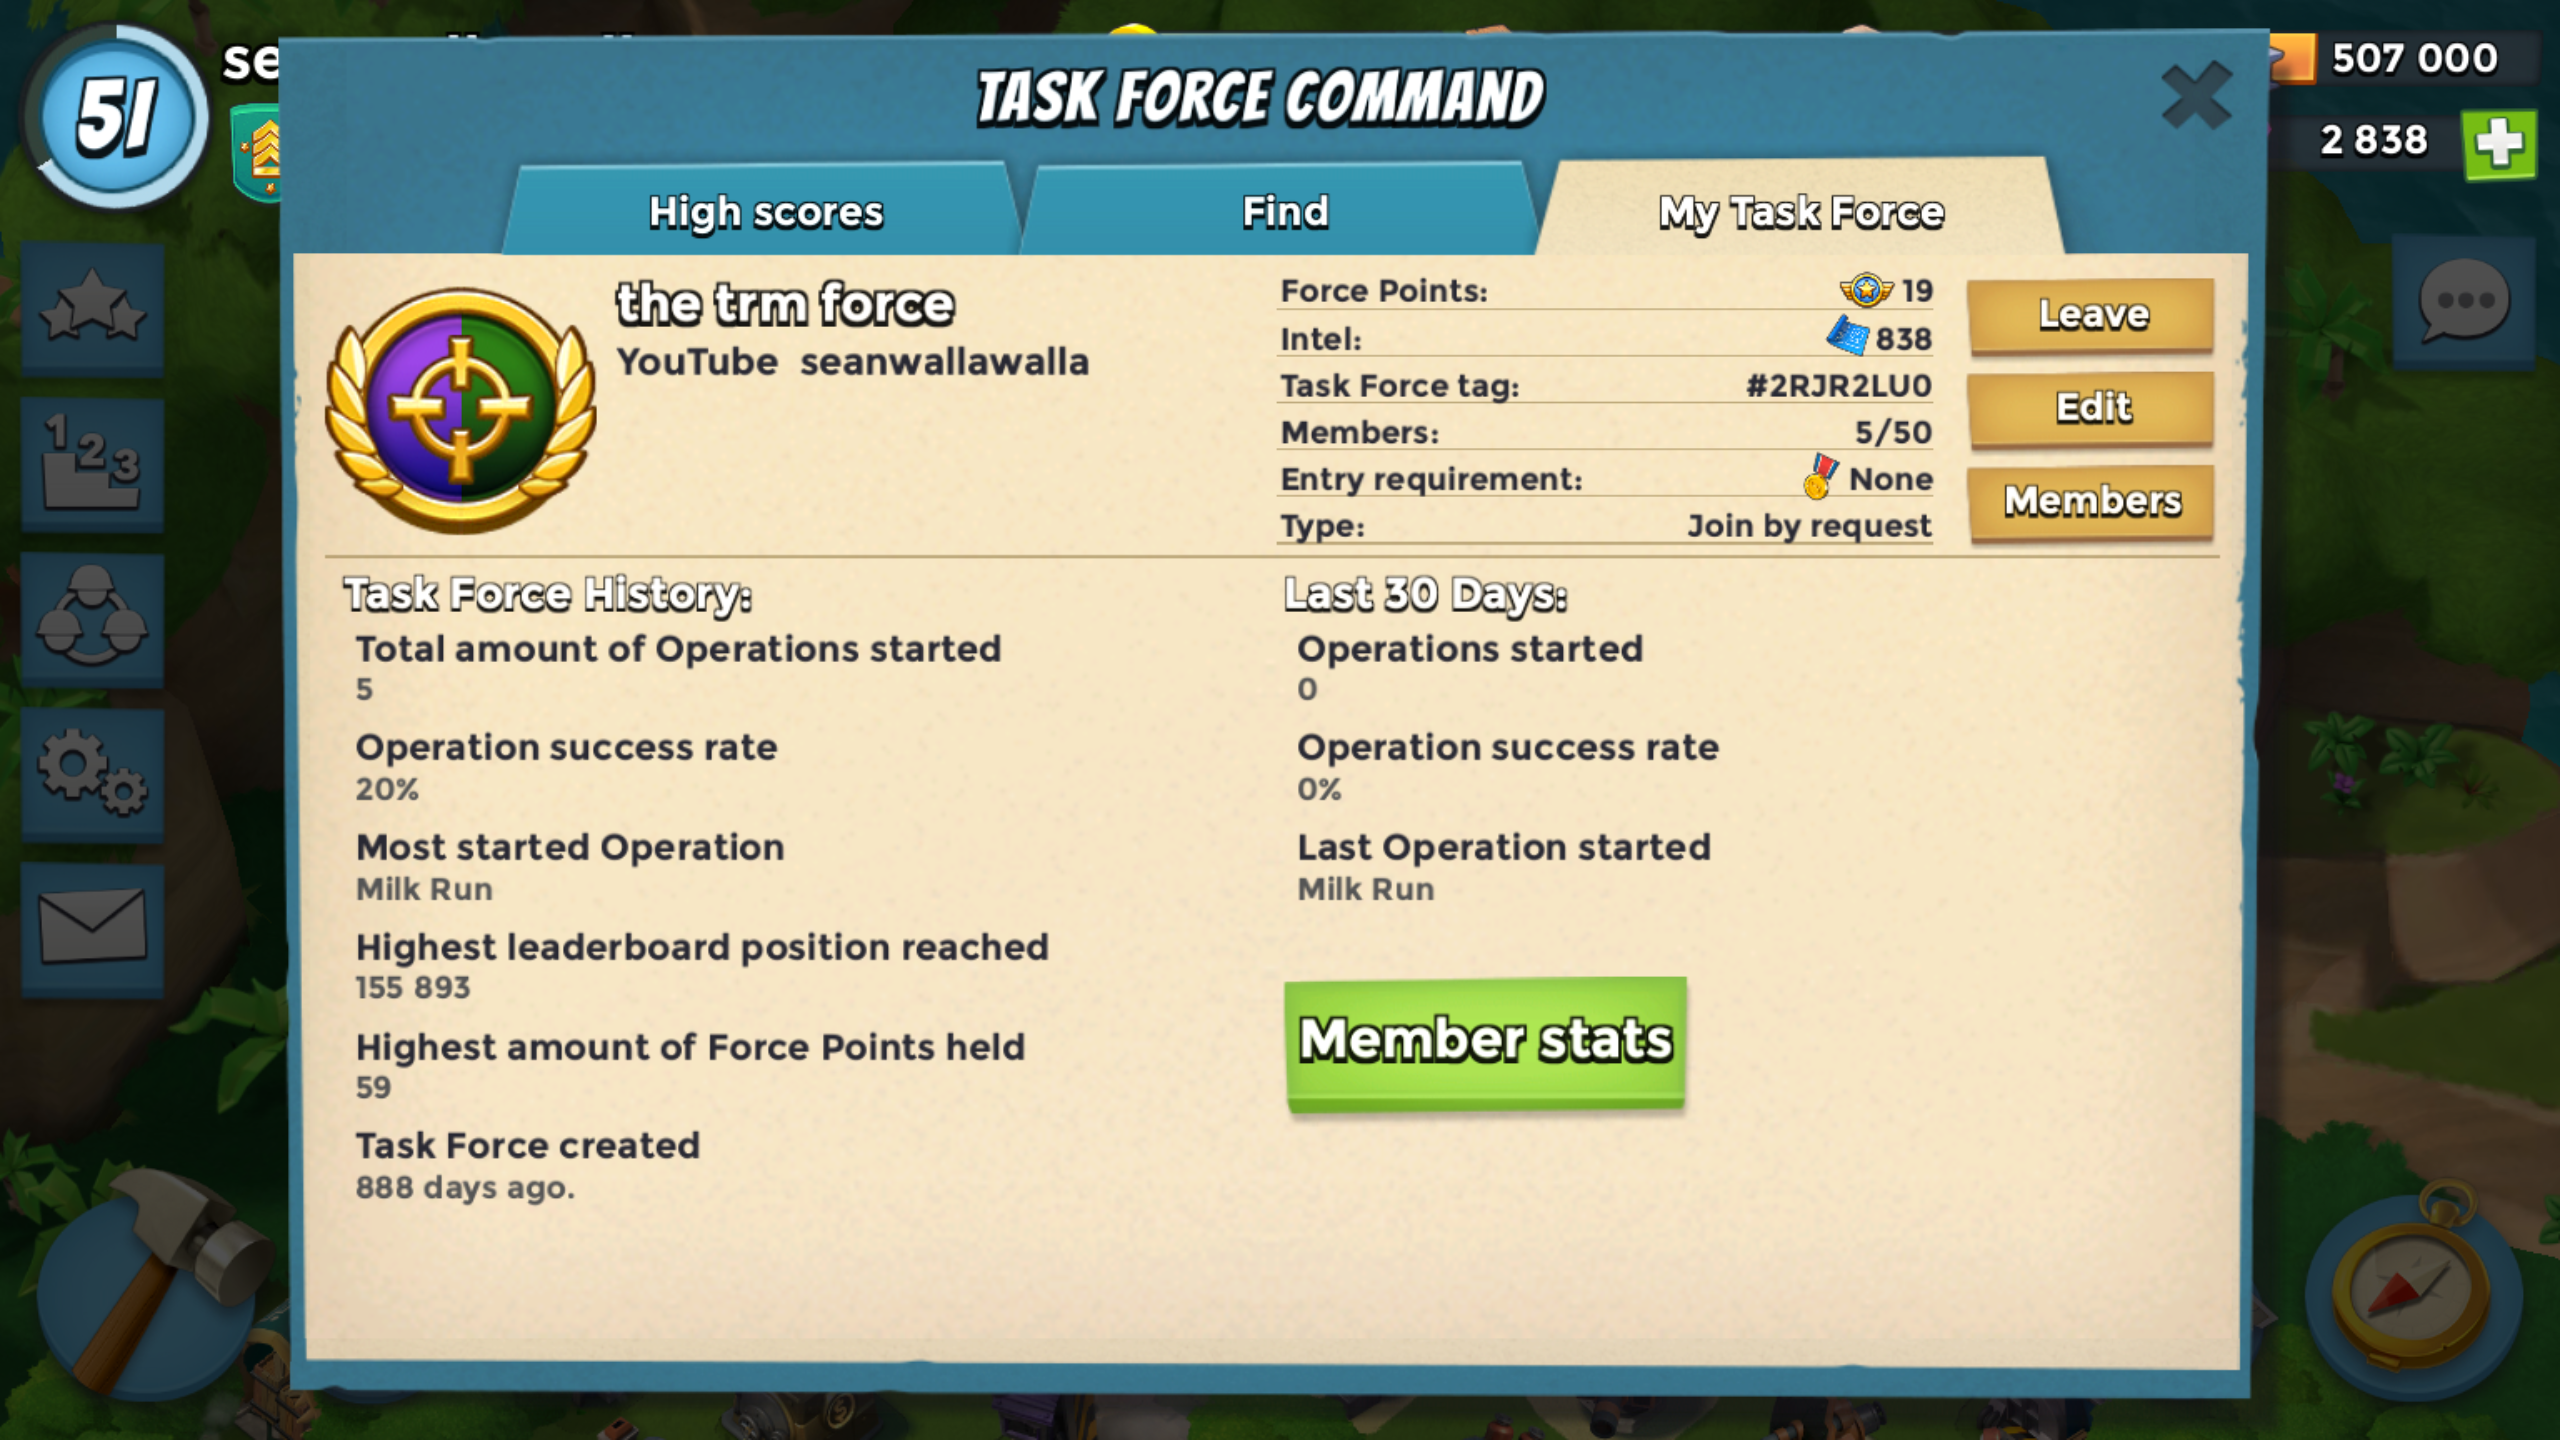 51
se
TASK FORCE COMMAND
507 000
2 838
High scores
Find
My Task Force
the trm force
YouTube seanwallawalla
Force Points: 19
Intel: 838
Task Force tag: #2RJR2LU0
Members: 5/50
Entry requirement: None
Type: Join by request
Leave
Edit
Members
1 2 3
Task Force History:
Total amount of Operations started
5
Operation success rate
20%
Most started Operation
Milk Run
Highest leaderboard position reached
155 893
Highest amount of Force Points held
59
Task Force created
888 days ago.
Last 30 Days:
Operations started
0
Operation success rate
0%
Last Operation started
Milk Run
Member stats